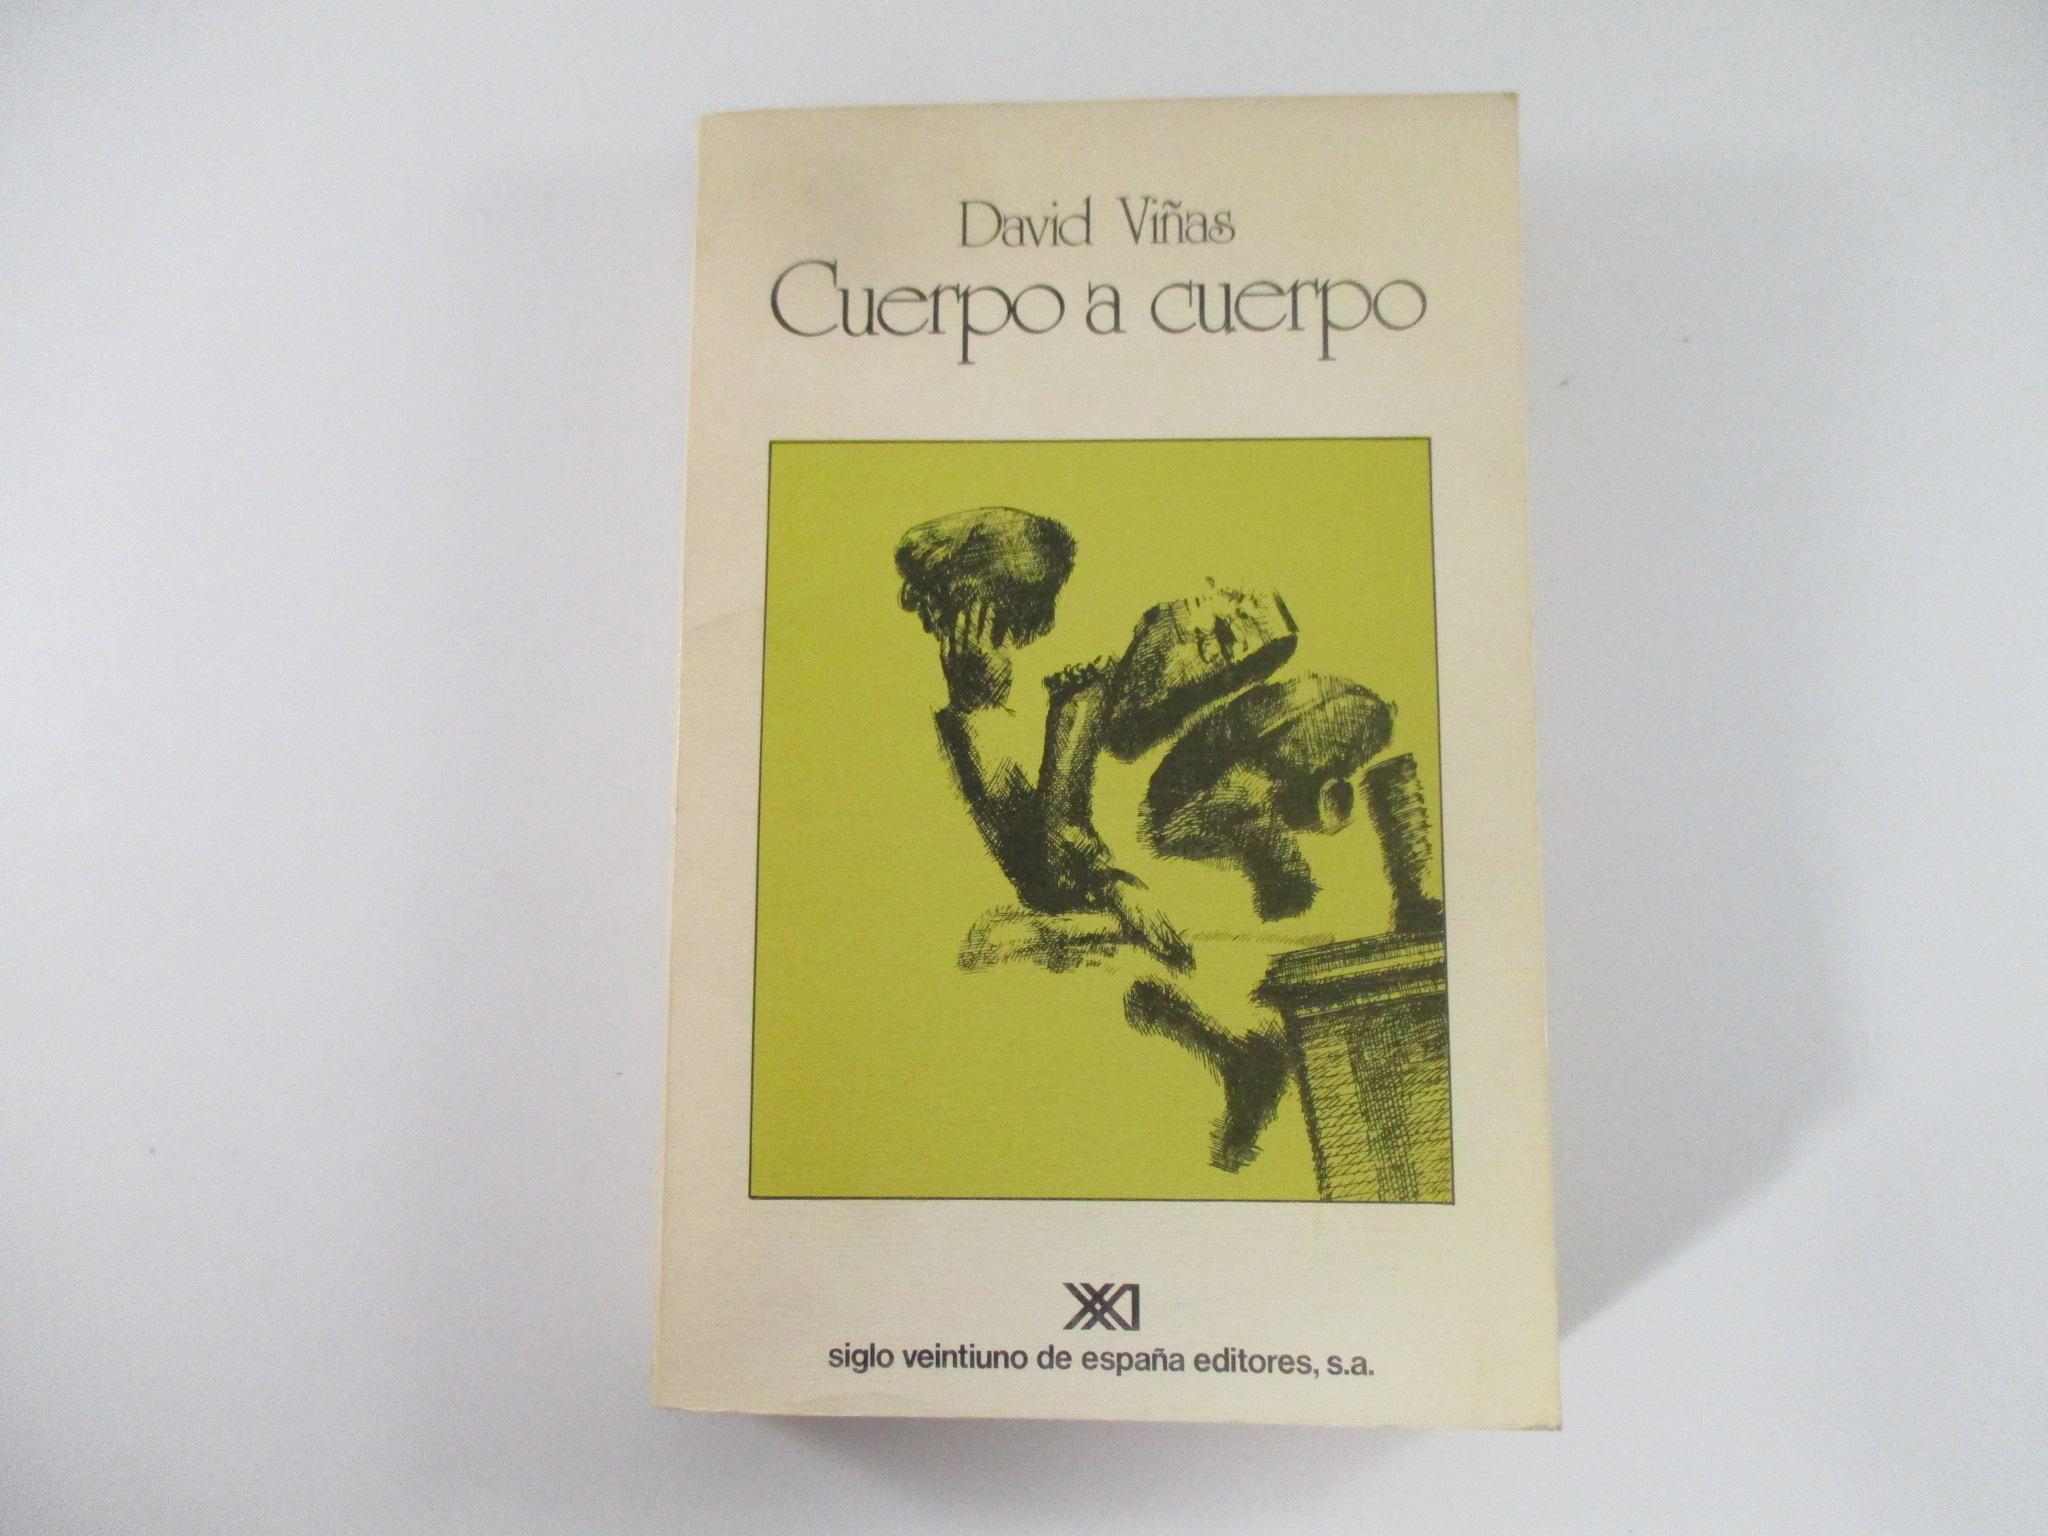 David Viñas
Cuerpo a cuerpo
XXI
siglo veintiuno de españa editores, s.a.